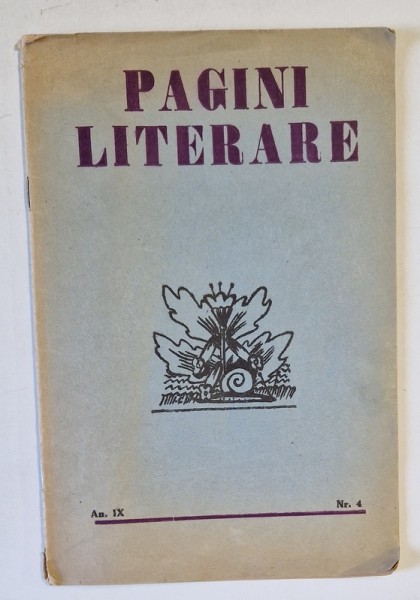 PAGINI
LITERARE
An. IX
Nr. 4